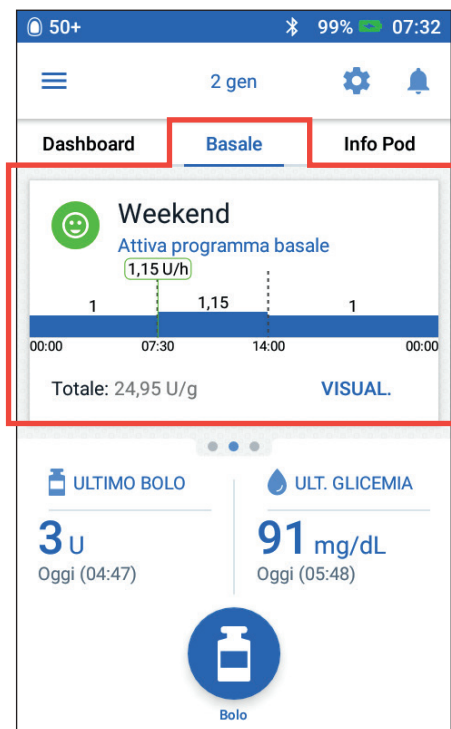 50+ 99% 07:32
2 gen
Dashboard Basale Info Pod
Weekend
Attiva programma basale
1,15 U/h
1 1,15 1
00:00 07:30 14:00 00:00
Totale: 24,95 U/g VISUAL.
ULTIMO BOLO ULT. GLICEMIA
3 U 91 mg/dL
Oggi (04:47) Oggi (05:48)
Bolo